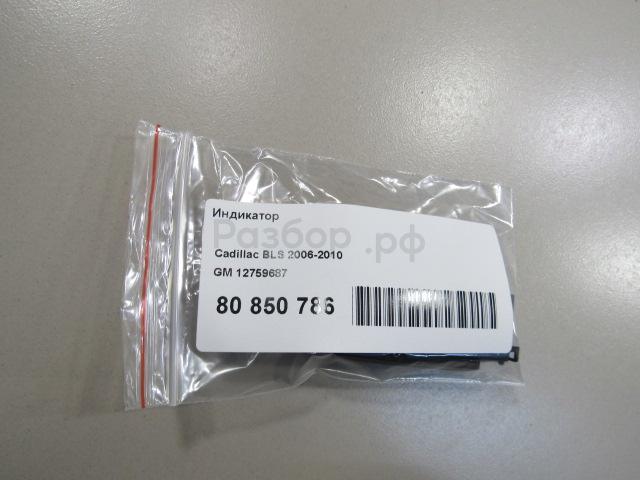 Индикатор
Разбор.рф
Cadillac BLS 2006-2010
GM 12759687
80 850 786